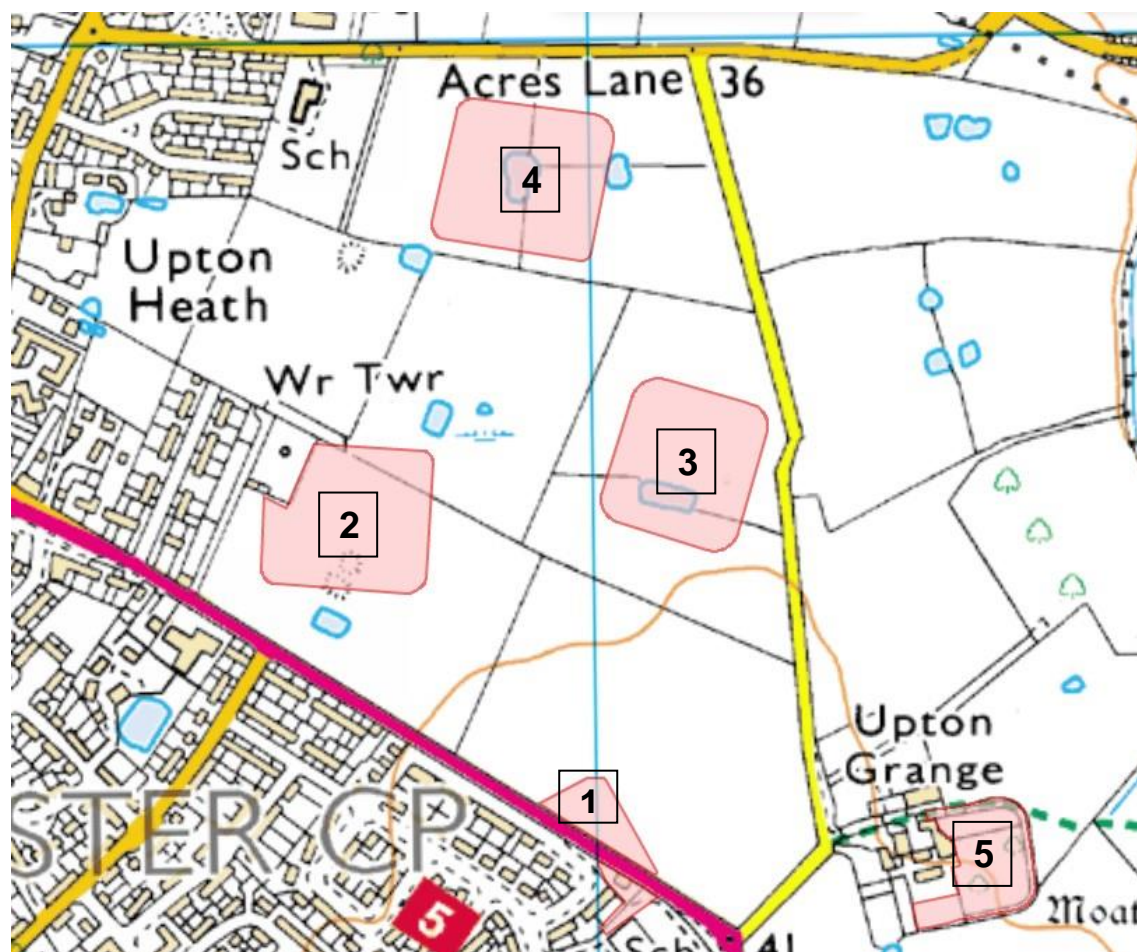 Acres Lane
36
Sch
4
Upton
Heath
Wr Twr
3
2
Upton
Grange
1
STER CP
5
5
Moat
Sch
41